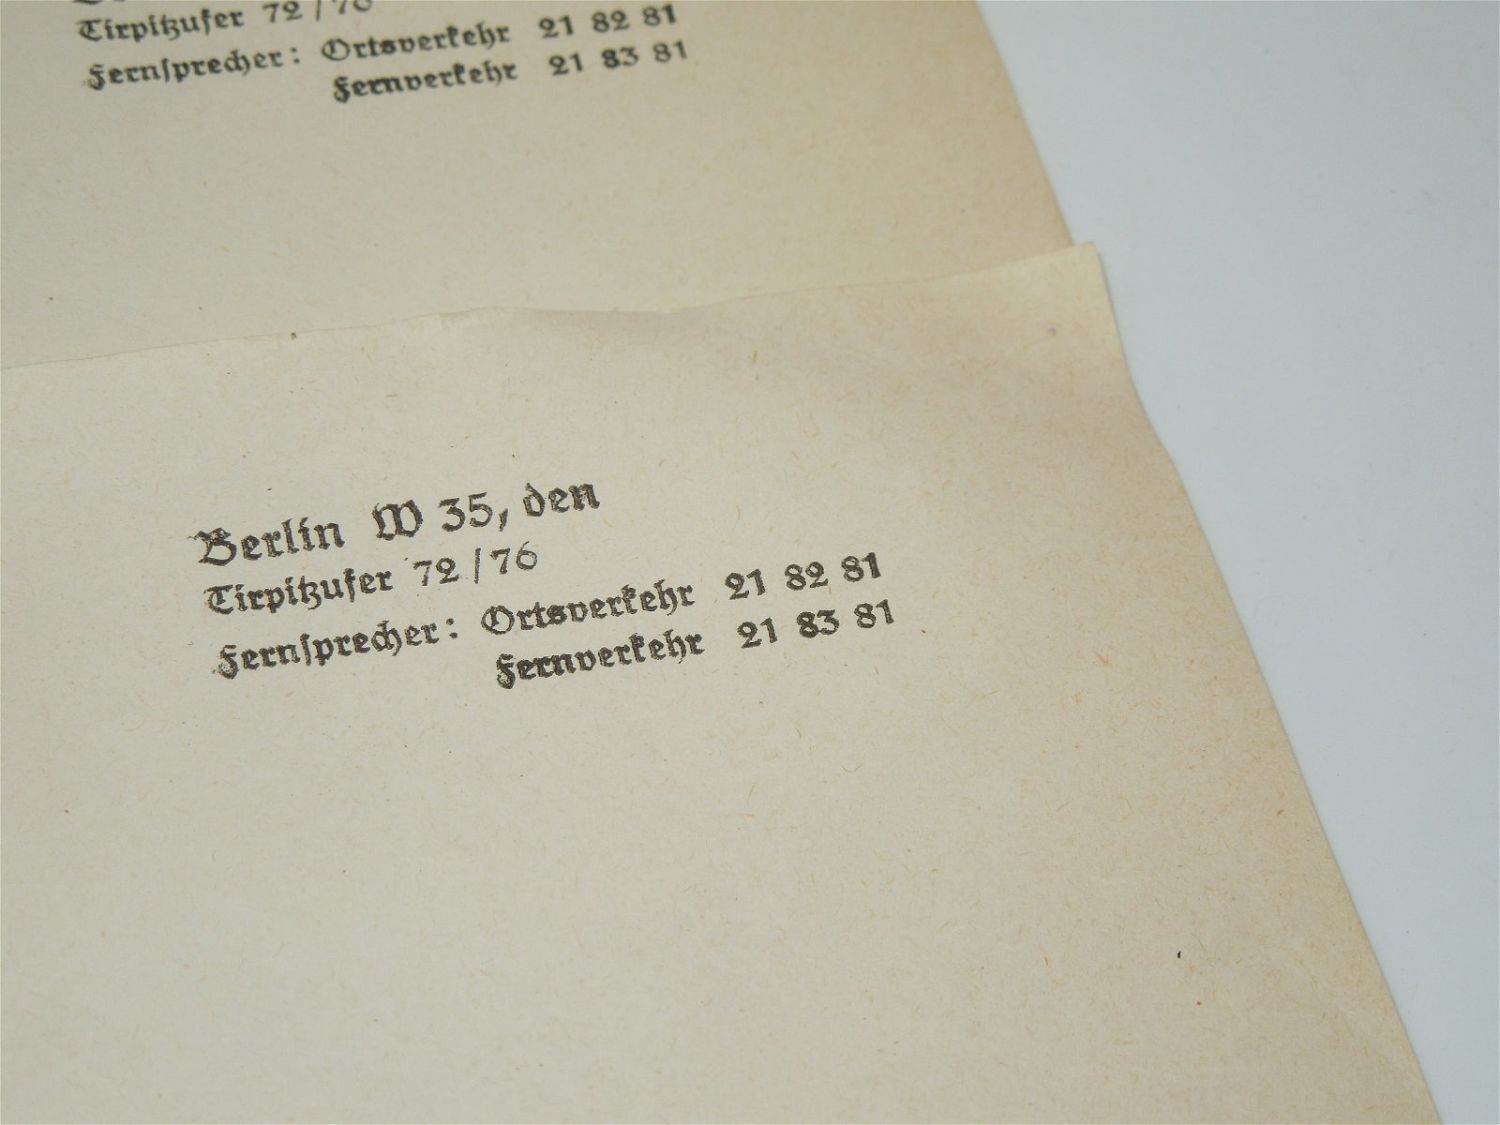 Tirpitzufer 72/76
Fernsprecher: Ortsverkehr 21 82 81
Fernverkehr 21 83 81
Berlin W 35, den
Tirpitzufer 72/76
Fernsprecher: Ortsverkehr 21 82 81
Fernverkehr 21 83 81